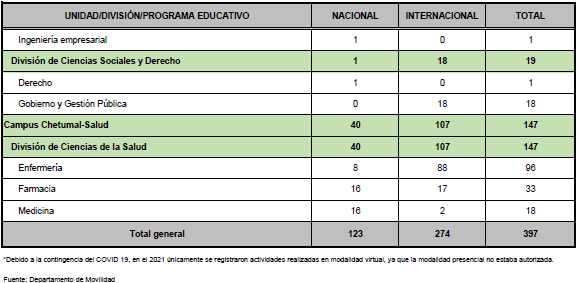 UNIDAD/DIVISIÓN/PROGRAMA EDUCATIVO NACIONAL INTERNACIONAL TOTAL
Ingeniería empresarial 1 0 1
División de Ciencias Sociales y Derecho 1 18 19
Derecho 1 0 1
Gobierno y Gestión Pública 0 18 18
Campus Chetumal-Salud 40 107 147
División de Ciencias de la Salud 40 107 147
Enfermería 8 88 96
Farmacia 16 17 33
Medicina 16 2 18
Total general 123 274 397
*Debido a la contingencia del COVID 19, en el 2021 únicamente se registraron actividades realizadas en modalidad virtual, ya que la modalidad presencial no estaba autorizada.
Fuente: Departamento de Movilidad